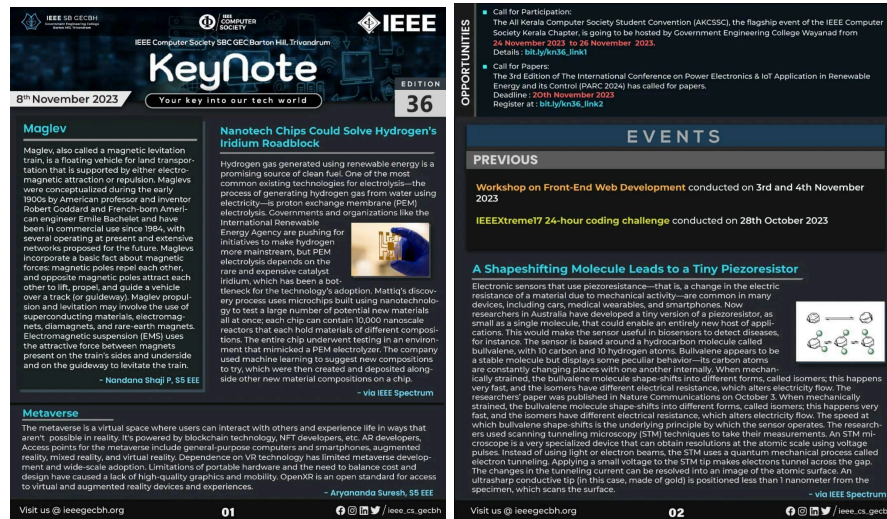 IEEE SB GECBH
Government Engineering College
Barton Hill, Trivandrum
IEEE
COMPUTER
SOCIETY
IEEE
IEEE Computer Society SBC GEC Barton Hill, Trivandrum
KeyNote
8th November 2023
Your key into our tech world
EDITION
36
Maglev
Maglev, also called a magnetic levitation
train, is a floating vehicle for land transpor-
tation that is supported by either electro-
magnetic attraction or repulsion. Maglevs
were conceptualized during the early
1900s by American professor and inventor
Robert Goddard and French-born Ameri-
can engineer Emile Bachelet and have
been in commercial use since 1984, with
several operating at present and extensive
networks proposed for the future. Maglevs
incorporate a basic fact about magnetic
forces: magnetic poles repel each other,
and opposite magnetic poles attract each
other to lift, propel, and guide a vehicle
over a track (or guideway). Maglev propul-
sion and levitation may involve the use of
superconducting materials, electromag-
nets, diamagnets, and rare-earth magnets.
Electromagnetic suspension (EMS) uses
the attractive force between magnets
present on the train's sides and underside
and on the guideway to levitate the train.
- Nandana Shaji P, S5 EEE
Nanotech Chips Could Solve Hydrogen's
Iridium Roadblock
Hydrogen gas generated using renewable energy is a
promising source of clean fuel. One of the most
common existing technologies for electrolysis—the
process of generating hydrogen gas from water using
electricity—is proton exchange membrane (PEM)
electrolysis. Governments and organizations like the
International Renewable
Energy Agency are pushing for
initiatives to make hydrogen
more mainstream, but PEM
electrolysis depends on the
rare and expensive catalyst
iridium, which has been a bot-
tleneck for the technology's adoption. Mattiq's discov-
ery process uses microchips built using nanotechnolo-
gy to test a large number of potential new materials
all at once; each chip can contain 10,000 nanoscale
reactors that each hold materials of different composi-
tions. The entire chip underwent testing in an environ-
ment that mimicked a PEM electrolyzer. The company
used machine learning to suggest new compositions
to try, which were then created and deposited along-
side other new material compositions on a chip.
- via IEEE Spectrum
Metaverse
The metaverse is a virtual space where users can interact with others and experience life in ways that
aren't possible in reality. It's powered by blockchain technology, NFT developers, etc. AR developers,
Access points for the metaverse include general-purpose computers and smartphones, augmented
reality, mixed reality, and virtual reality. Dependence on VR technology has limited metaverse develop-
ment and wide-scale adoption. Limitations of portable hardware and the need to balance cost and
design have caused a lack of high-quality graphics and mobility. OpenXR is an open standard for access
to virtual and augmented reality devices and experiences.
- Aryananda Suresh, S5 EEE
Visit us @ ieeegecbh.org
01
/ ieee_cs_gecbh
OPPORTUNITIES
Call for Participation:
The All Kerala Computer Society Student Convention (AKCSSC), the flagship event of the IEEE Computer
Society Kerala Chapter, is going to be hosted by Government Engineering College Wayanad from
24 November 2023 to 26 November 2023.
Details : bit.ly/kn36_link1
Call for Papers:
The 3rd Edition of The International Conference on Power Electronics & IoT Application in Renewable
Energy and its Control (PARC 2024) has called for papers.
Deadline : 20th November 2023
Register at : bit.ly/kn36_link2
EVENTS
PREVIOUS
Workshop on Front-End Web Development conducted on 3rd and 4th November
2023
IEEEXtreme17 24-hour coding challenge conducted on 28th October 2023
A Shapeshifting Molecule Leads to a Tiny Piezoresistor
Electronic sensors that use piezoresistance—that is, a change in the electric
resistance of a material due to mechanical activity—are common in many
devices, including cars, medical wearables, and smartphones. Now
researchers in Australia have developed a tiny version of a piezoresistor, as
small as a single molecule, that could enable an entirely new host of appli-
cations. This would make the sensor useful in biosensors to detect diseases,
for instance. The sensor is based around a hydrocarbon molecule called
bullvalene, with 10 carbon and 10 hydrogen atoms. Bullvalene appears to be
a stable molecule but displays some peculiar behavior—its carbon atoms
are constantly changing places with one another internally. When mechan-
ically strained, the bullvalene molecule shape-shifts into different forms, called isomers; this happens
very fast, and the isomers have different electrical resistance, which alters electricity flow. The
researchers' paper was published in Nature Communications on October 3. When mechanically
strained, the bullvalene molecule shape-shifts into different forms, called isomers; this happens very
fast, and the isomers have different electrical resistance, which alters electricity flow. The speed at
which bullvalene shape-shifts is the underlying principle by which the sensor operates. The research-
ers used scanning tunneling microscopy (STM) techniques to take their measurements. An STM mi-
croscope is a very specialized device that can obtain resolutions at the atomic scale using voltage
pulses. Instead of using light or electron beams, the STM uses a quantum mechanical process called
electron tunneling. Applying a small voltage to the STM tip makes electrons tunnel across the gap.
The changes in the tunneling current can be resolved into an image of the atomic surface. An
ultrasharp conductive tip (in this case, made of gold) is positioned less than 1 nanometer from the
specimen, which scans the surface.
- via IEEE Spectrum
Visit us @ ieeegecbh.org
02
/ ieee_cs_gecbh